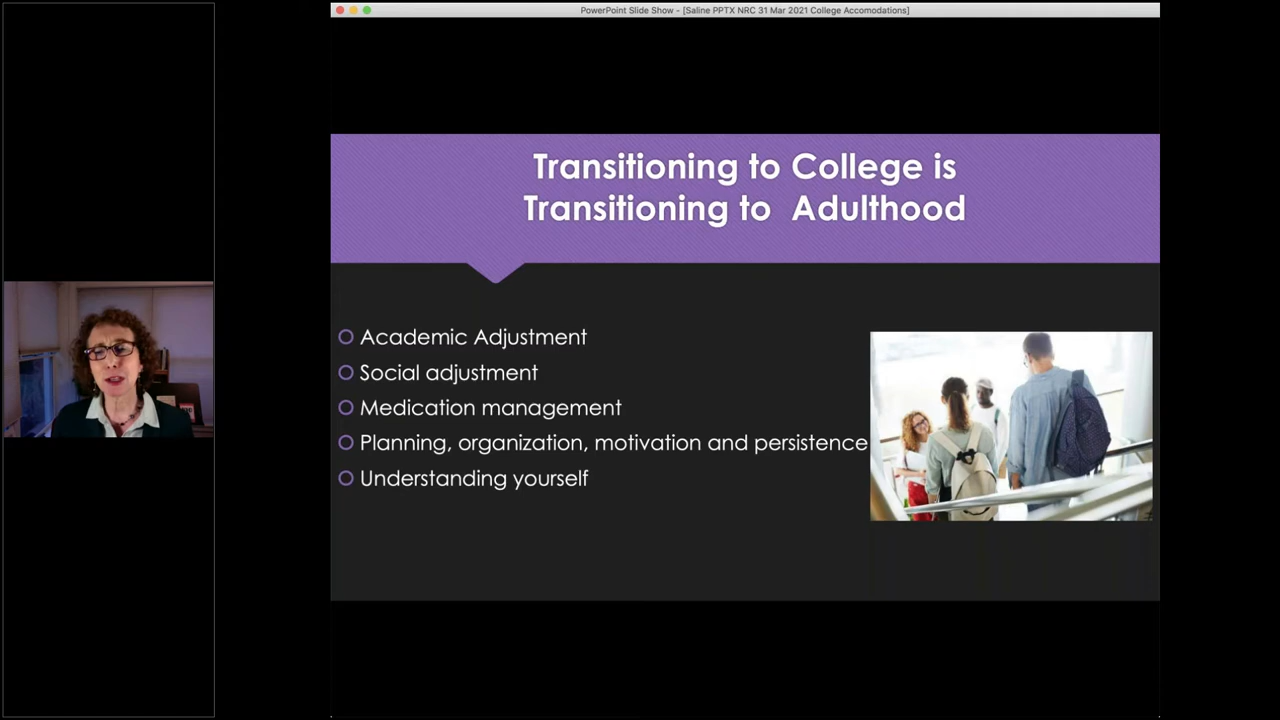 PowerPoint Slide Show - [Saline PPTX NRC 31 Mar 2021 College Accomodations]
Transitioning to College is
Transitioning to Adulthood
Academic Adjustment
Social adjustment
Medication management
Planning, organization, motivation and persistence
Understanding yourself